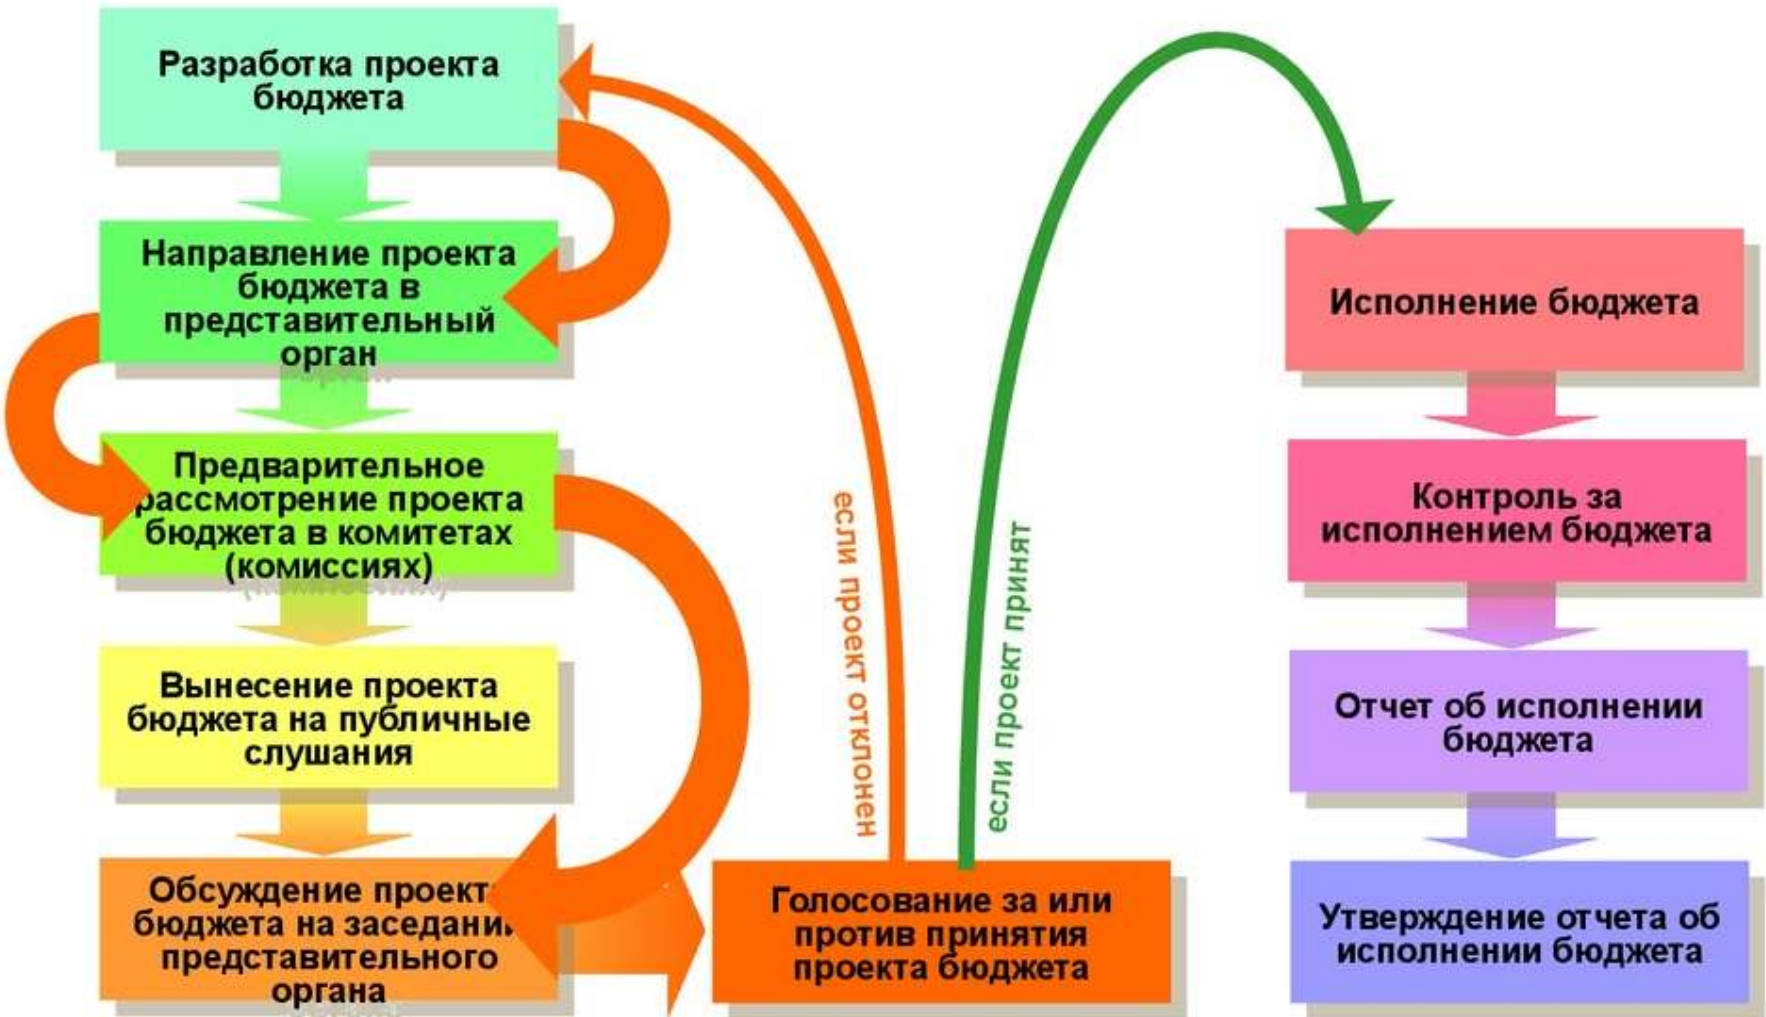 Разработка проекта
бюджета
Направление проекта
бюджета в
представительный
орган
Предварительное
рассмотрение проекта
бюджета в комитетах
(комиссиях)
Вынесение проекта
бюджета на публичные
слушания
Обсуждение проекта
бюджета на заседании
представительного
органа
если проект отклонен
если проект принят
Голосование за или
против принятия
проекта бюджета
Исполнение бюджета
Контроль за
исполнением бюджета
Отчет об исполнении
бюджета
Утверждение отчета об
исполнении бюджета